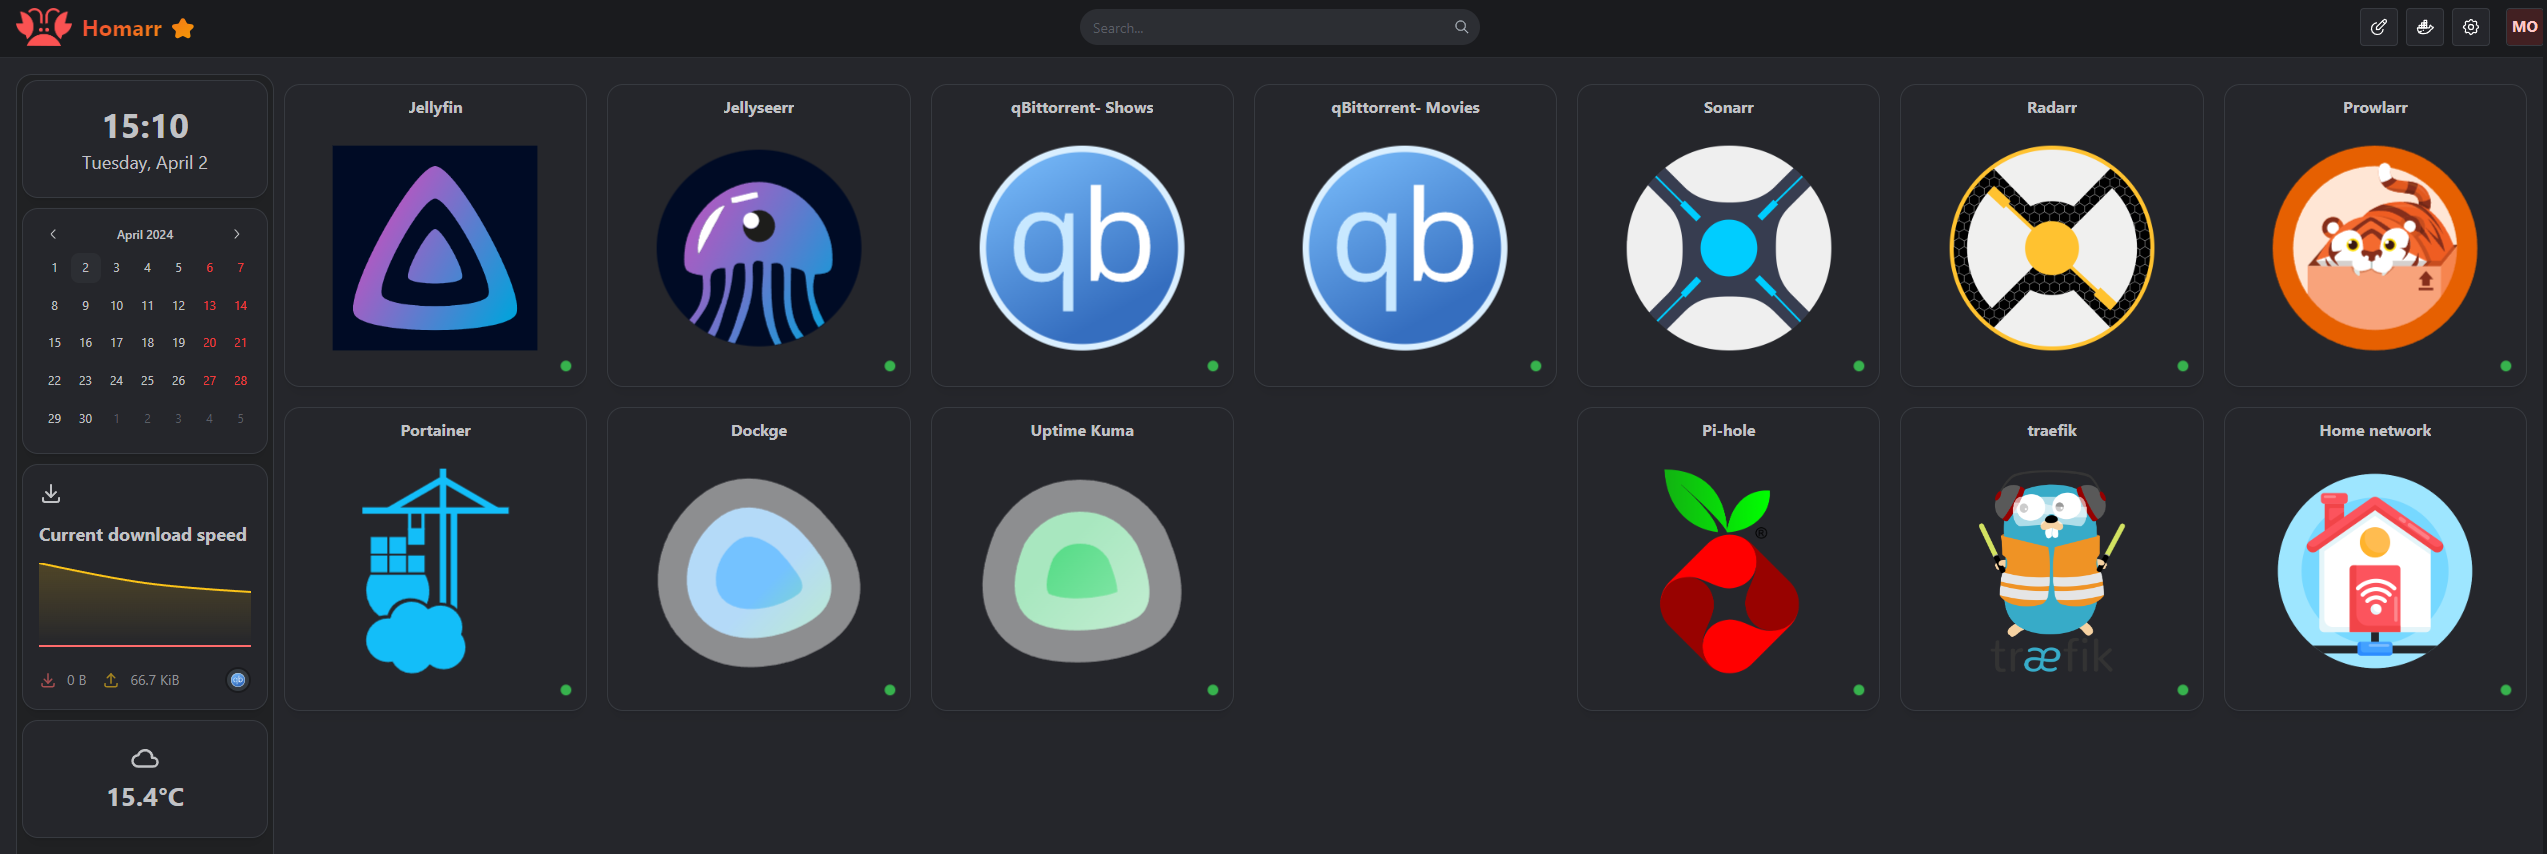 Homarr
Search...
MO
15:10
Tuesday, April 2
April 2024
1 2 3 4 5 6 7
8 9 10 11 12 13 14
15 16 17 18 19 20 21
22 23 24 25 26 27 28
29 30 1 2 3 4 5
Current download speed
0 B 66.7 KiB
qb
15.4°C
Jellyfin
Jellyseerr
qBittorrent- Shows
qb
qBittorrent- Movies
qb
Sonarr
Radarr
Prowlarr
Portainer
Dockge
Uptime Kuma
Pi-hole
®
traefik
træfik
Home network